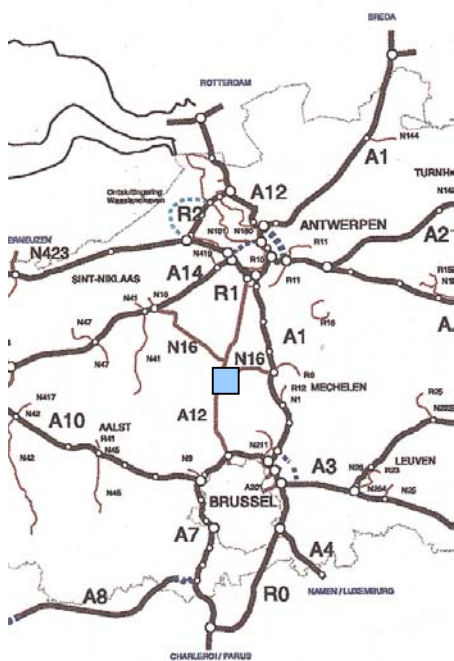 BREDA
ROTTERDAM
A1
N144
TURNH
Ontsluitingsring
Waaslandhaven
A12
N14
R2
ANTWERPEN
N101
N180
A2
ERNEUZEN
N423
N419
R10
R11
SINT-NIKLAAS
A14
R11
R1
N41
N16
A1
R16
N47
N16
N16
R6
N41
R12
MECHELEN
N1
N47
A12
N417
N42
A10
AALST
R41
N45
N211
R25
LEUVEN
N9
A3
N26
R23
N42
A201
N264
N25
N45
BRUSSEL
A7
A4
A8
R0
NAMEN / LUXEMBURG
CHARLEROI / PARIJS